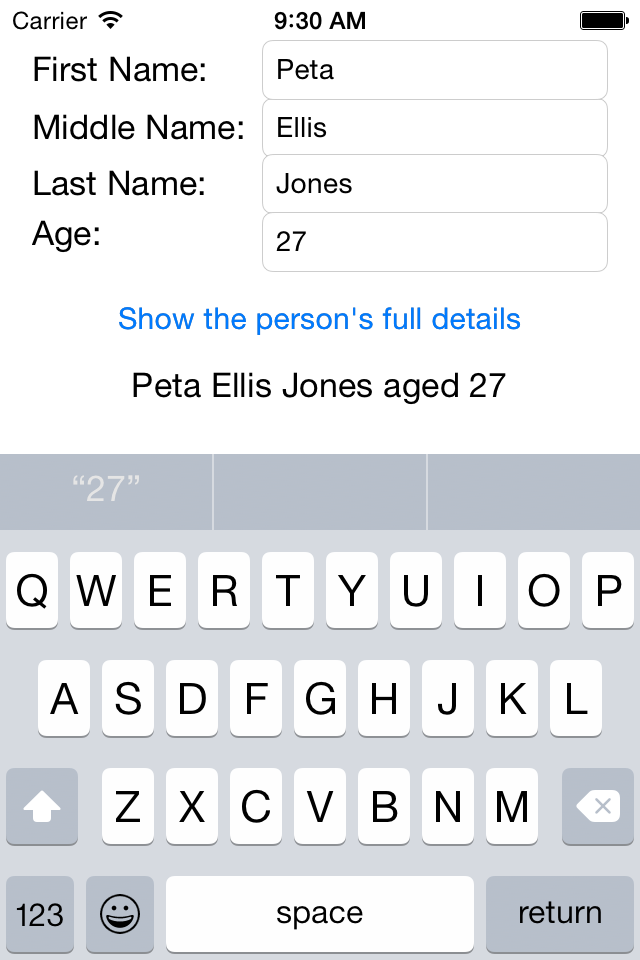 Carrier 9:30 AM
First Name: Peta
Middle Name: Ellis
Last Name: Jones
Age: 27
Show the person's full details
Peta Ellis Jones aged 27
“27”
Q W E R T Y U I O P
A S D F G H J K L
Z X C V B N M
123 space return